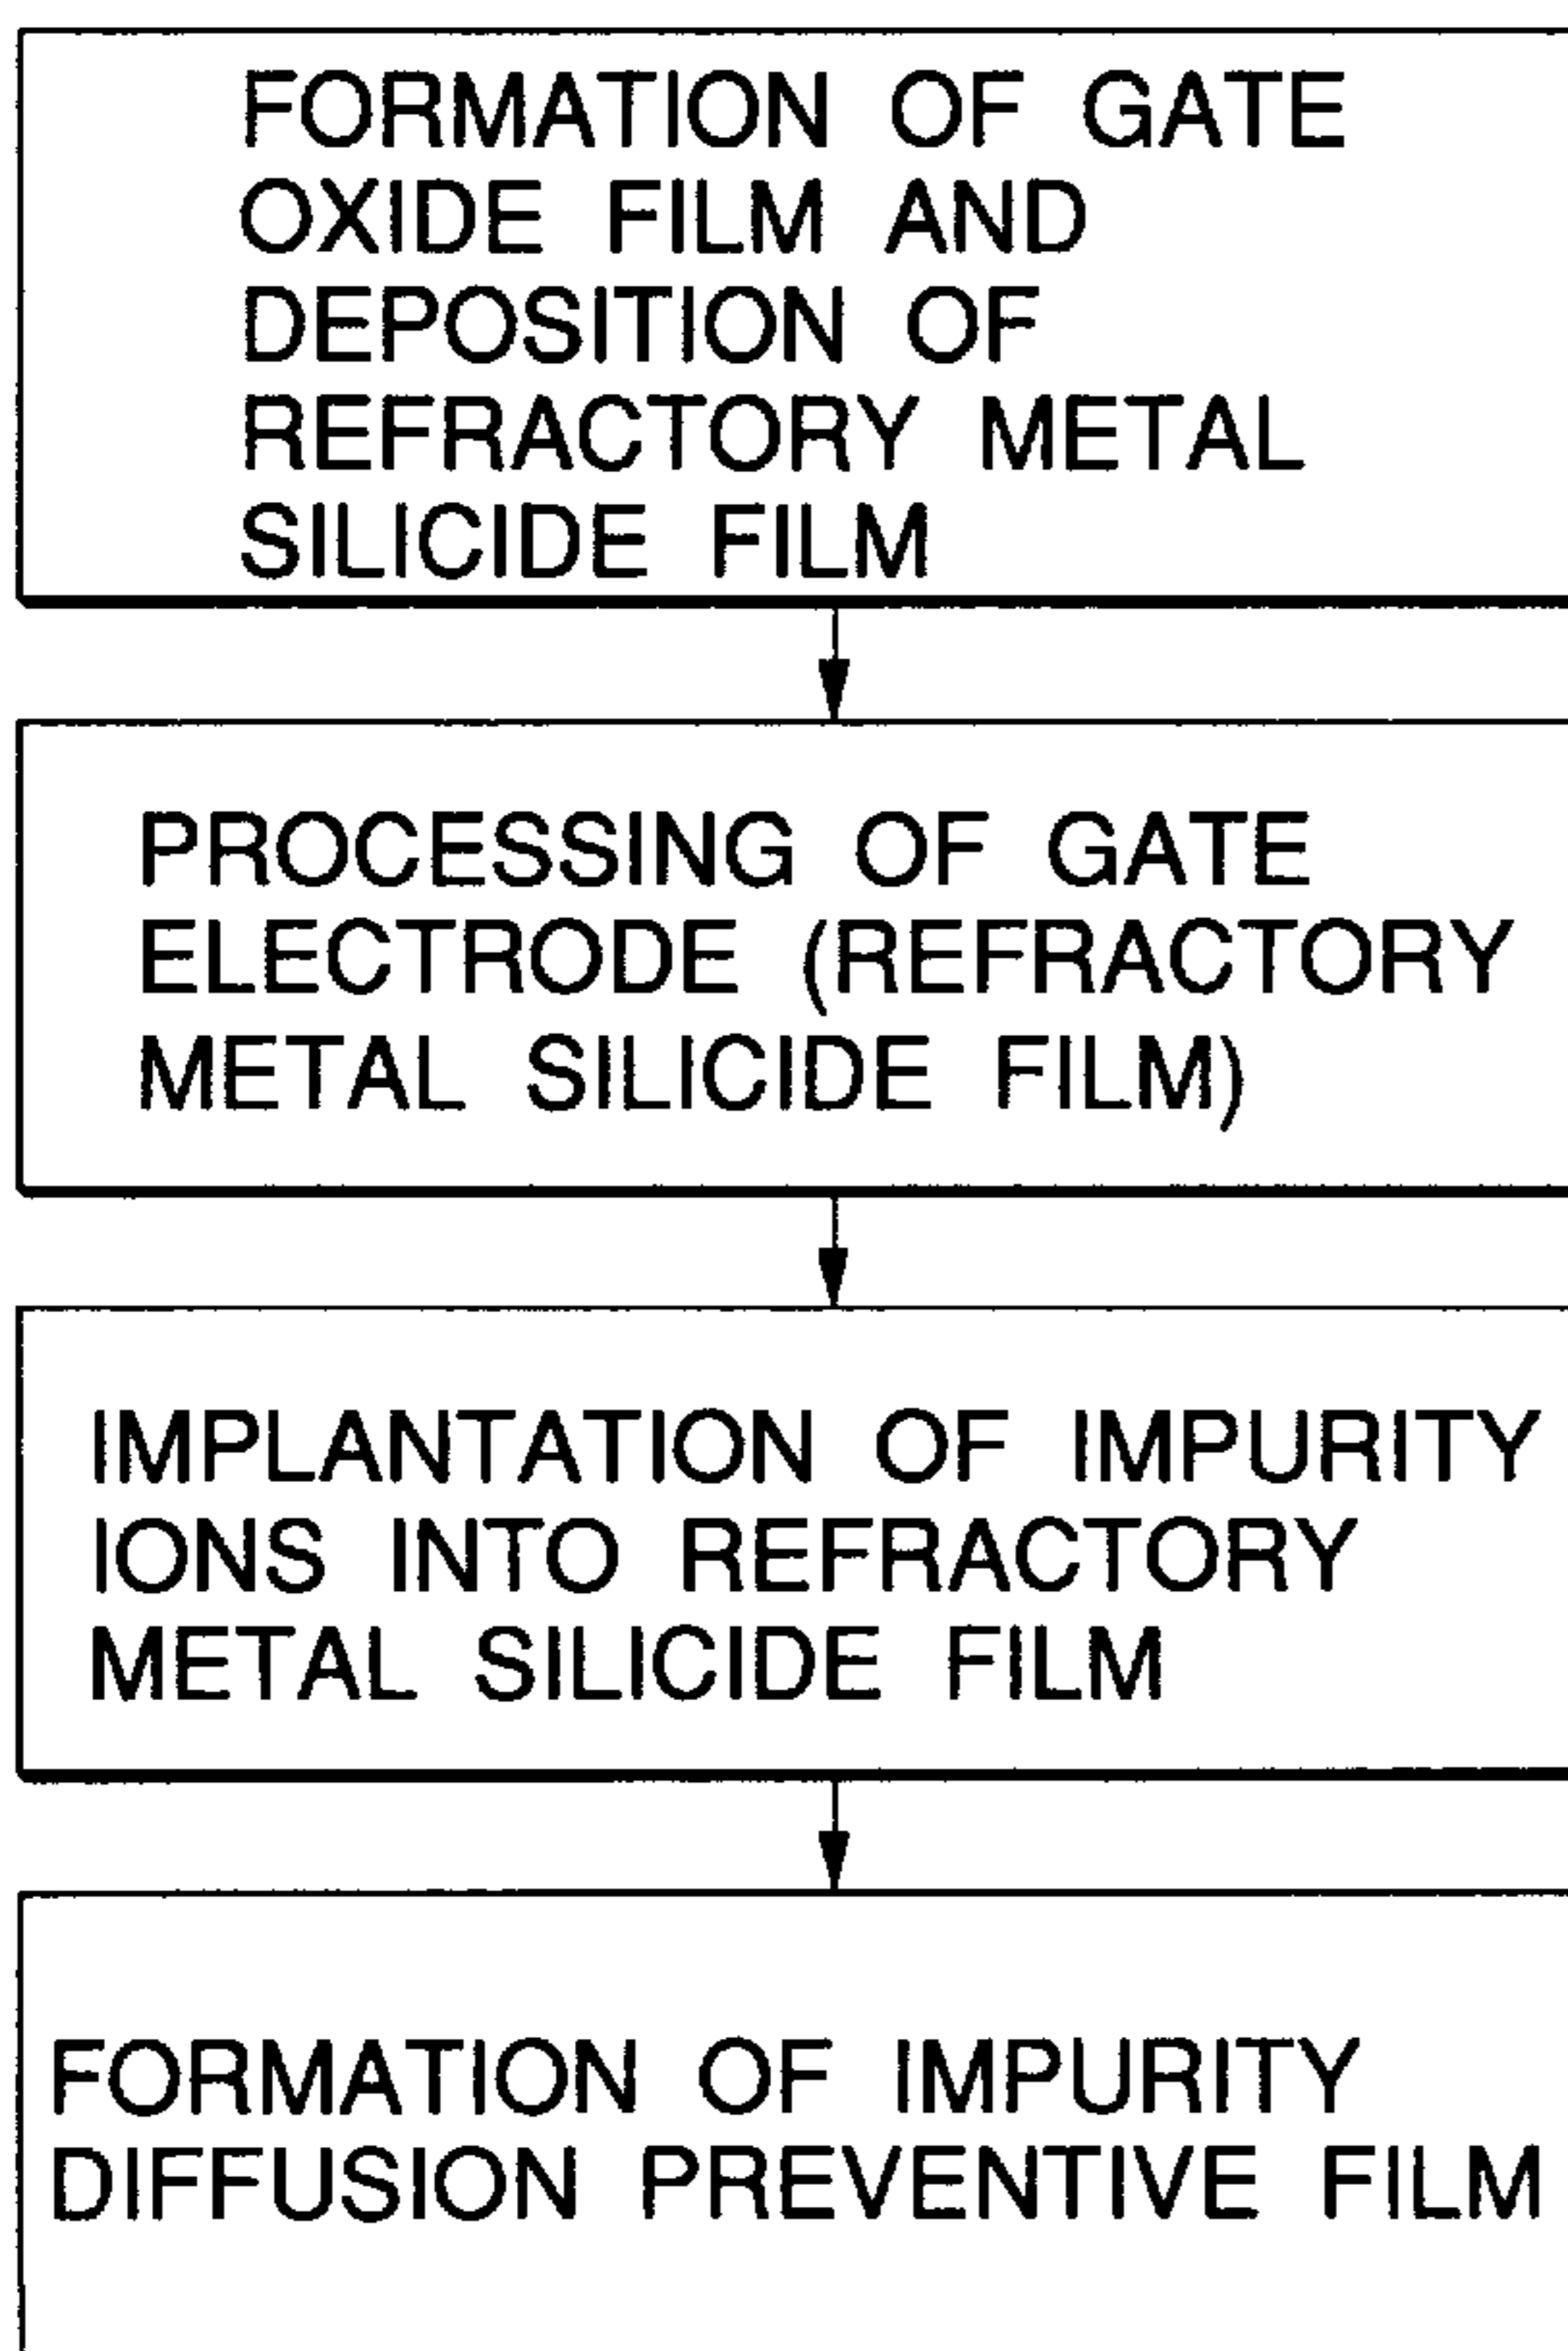 FORMATION OF GATE
OXIDE FILM AND
DEPOSITION OF
REFRACTORY METAL
SILICIDE FILM
PROCESSING OF GATE
ELECTRODE (REFRACTORY
METAL SILICIDE FILM)
IMPLANTATION OF IMPURITY
IONS INTO REFRACTORY
METAL SILICIDE FILM
FORMATION OF IMPURITY
DIFFUSION PREVENTIVE FILM